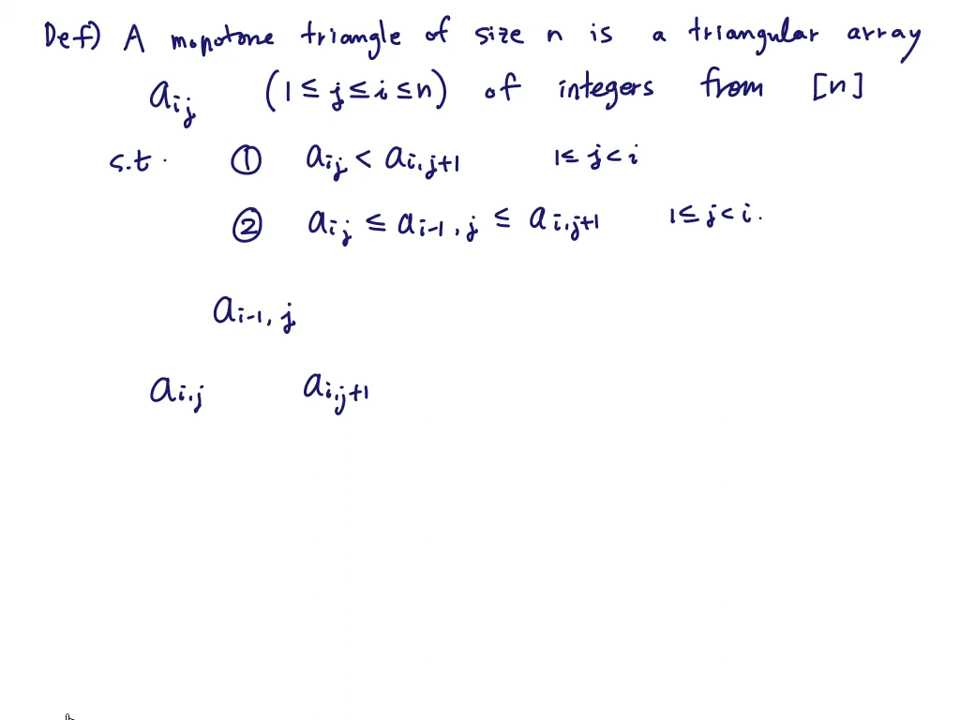 Def) A monotone triangle of size n is a triangular array
a_{ij} (1 ≤ j ≤ i ≤ n) of integers from [n]
s.t. ① a_{ij} < a_{i,j+1} 1 ≤ j < i
② a_{ij} ≤ a_{i-1,j} ≤ a_{i,j+1} 1 ≤ j < i.
a_{i-1,j}
a_{i,j} a_{i,j+1}